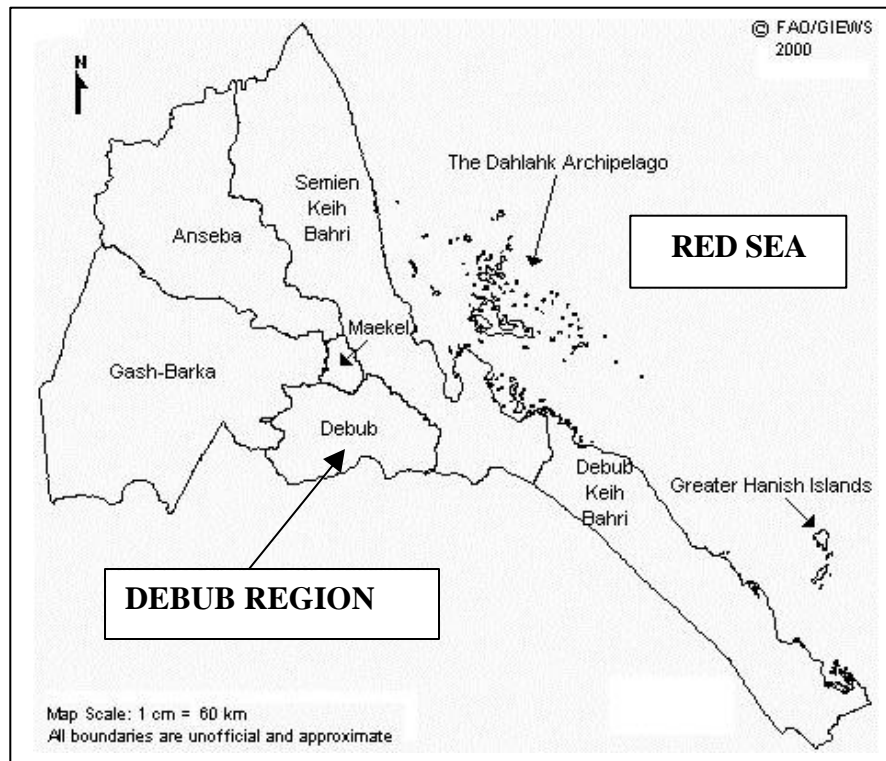 © FAO/GIEWS
2000
N
The Dahlahk Archipelago
Semien
Keih
Bahri
Anseba
RED SEA
Maekel
Gash-Barka
Debub
Debub
Keih
Bahri
Greater Hanish Islands
DEBUB REGION
Map Scale: 1 cm = 60 km
All boundaries are unofficial and approximate